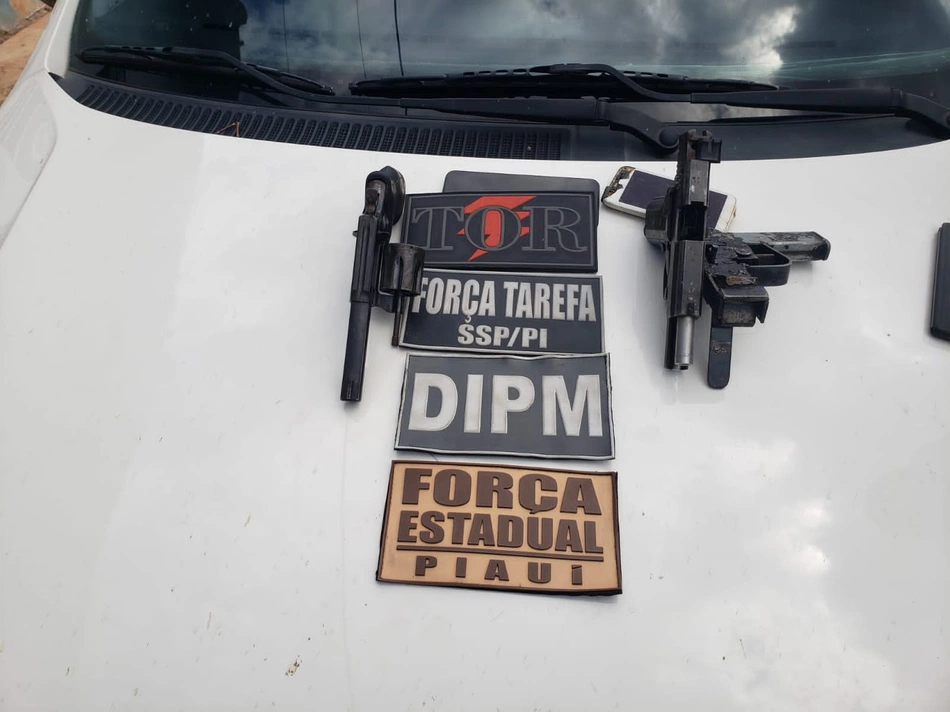 TOR
FORÇA TAREFA
SSP/PI
DIPM
FORÇA
ESTADUAL
PIAUÍ